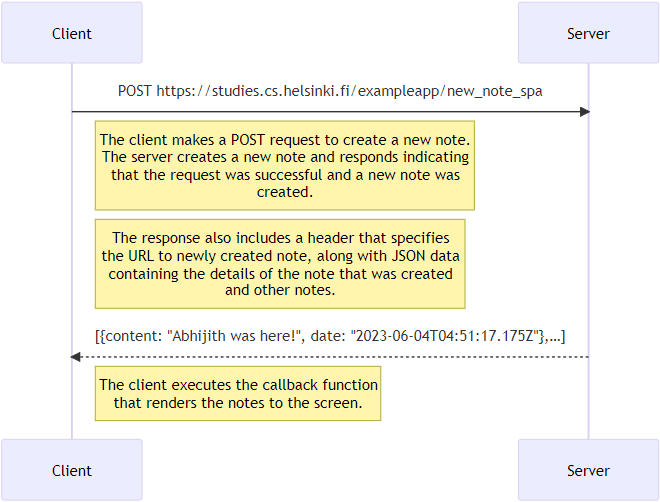 Client
Server
POST https://studies.cs.helsinki.fi/exampleapp/new_note_spa
The client makes a POST request to create a new note.
The server creates a new note and responds indicating
that the request was successful and a new note was
created.
The response also includes a header that specifies
the URL to newly created note, along with JSON data
containing the details of the note that was created
and other notes.
[{content: "Abhijith was here!", date: "2023-06-04T04:51:17.175Z"},...]
The client executes the callback function
that renders the notes to the screen.
Client
Server